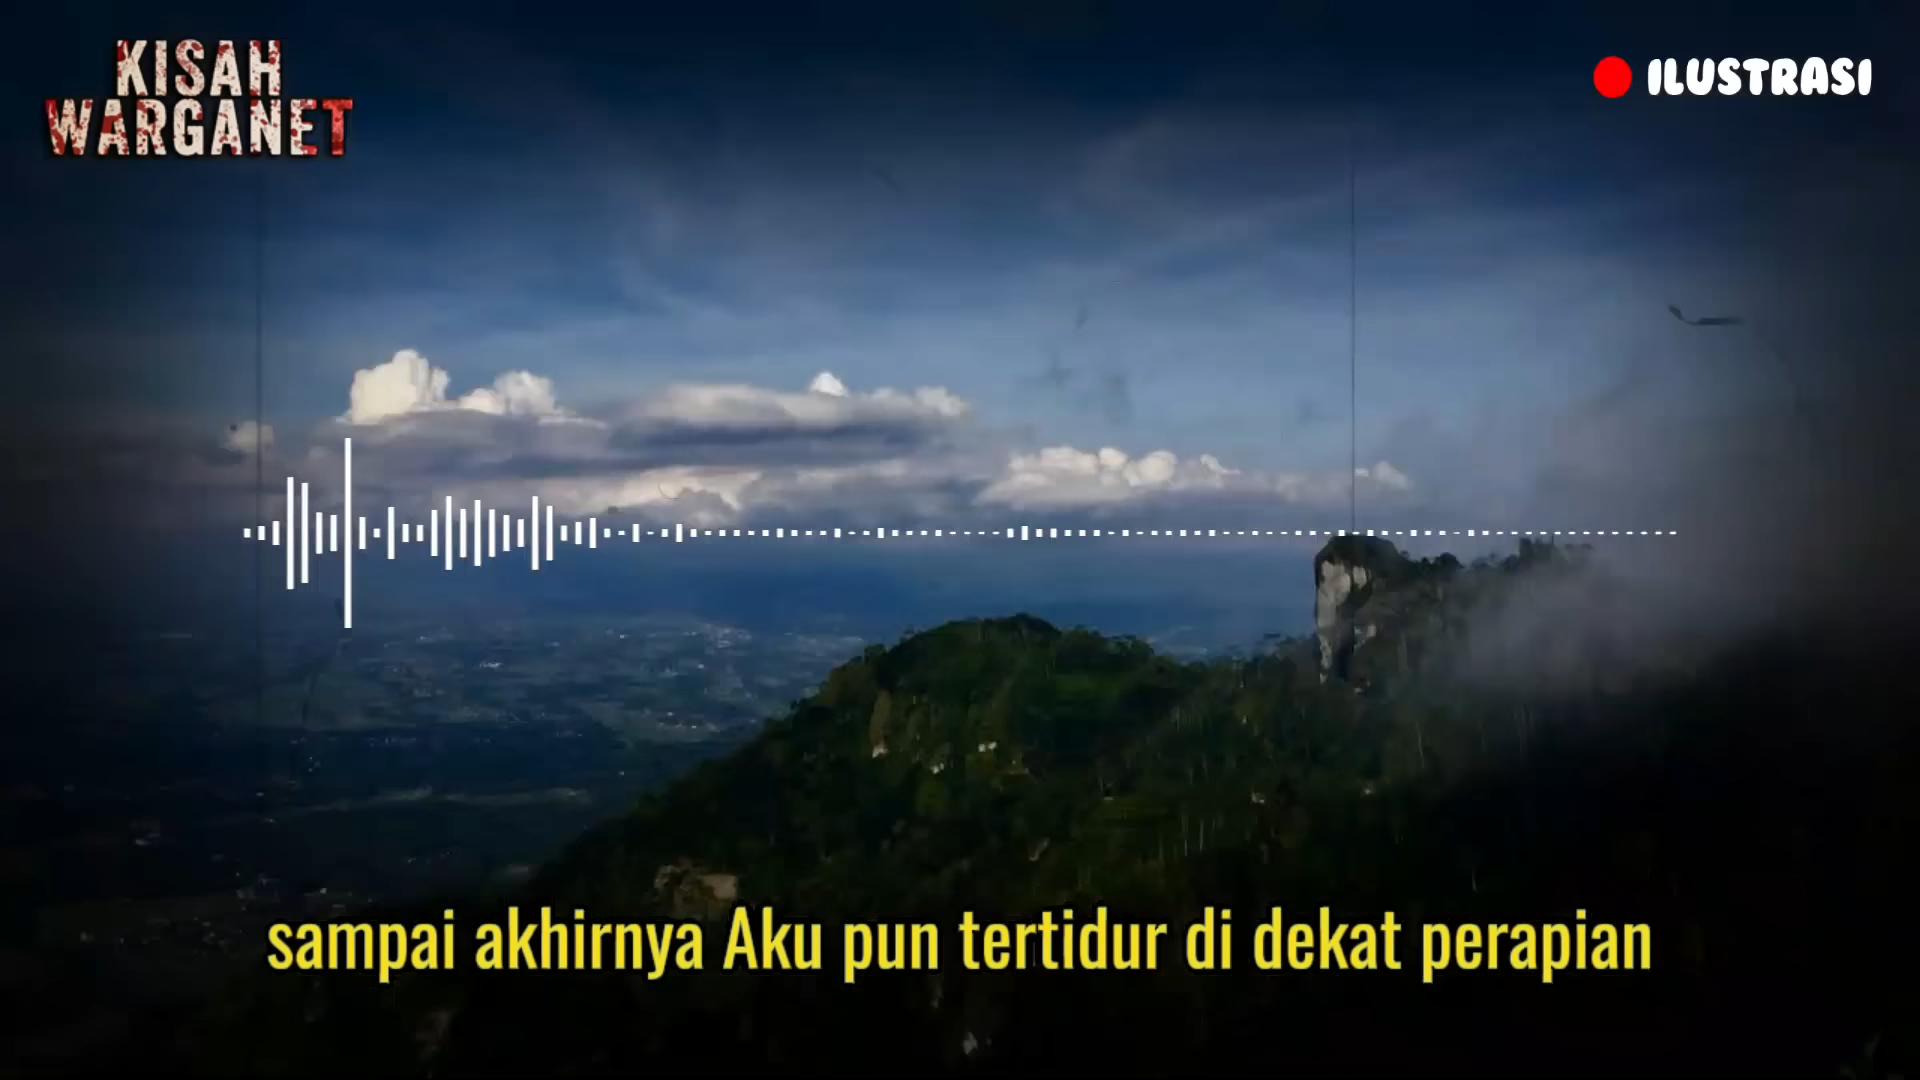 KISAH
WARGANET
ILUSTRASI
sampai akhirnya Aku pun tertidur di dekat perapian